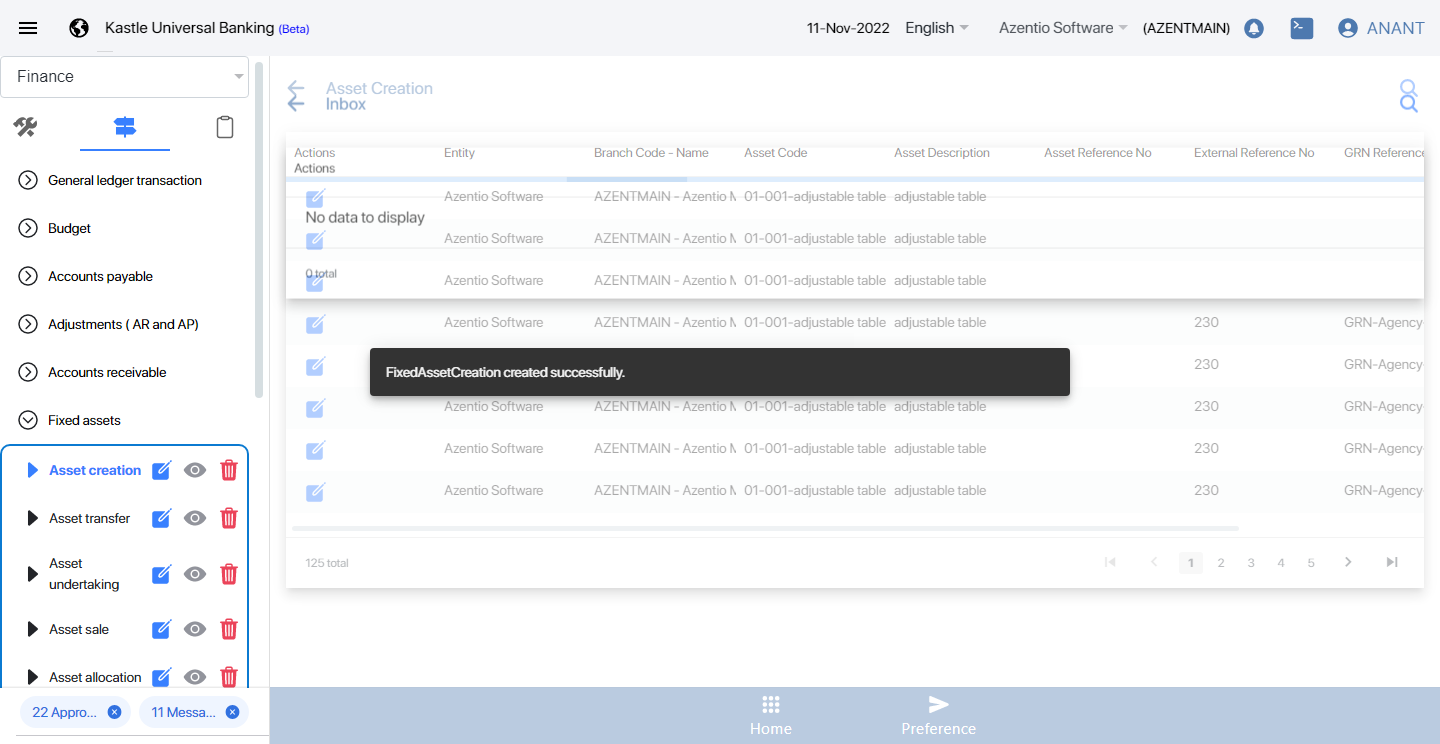 Kastle Universal Banking (Beta)
11-Nov-2022 English Azentio Software (AZENTMAIN) ANANT
Finance
General ledger transaction
Budget
Accounts payable
Adjustments ( AR and AP)
Accounts receivable
Fixed assets
Asset creation
Asset transfer
Asset
undertaking
Asset sale
Asset allocation
22 Appro...
11 Messa...
Asset Creation
Inbox
Actions Entity Branch Code - Name Asset Code Asset Description Asset Reference No External Reference No GRN Reference
Actions
Azentio Software AZENTMAIN - Azentio M 01-001-adjustable table adjustable table
No data to display
Azentio Software AZENTMAIN - Azentio M 01-001-adjustable table adjustable table
0 total
Azentio Software AZENTMAIN - Azentio M 01-001-adjustable table adjustable table
Azentio Software AZENTMAIN - Azentio M 01-001-adjustable table adjustable table 230 GRN-Agency-
230 GRN-Agency-
FixedAssetCreation created successfully.
Azentio Software AZENTMAIN - Azentio M 01-001-adjustable table adjustable table 230 GRN-Agency-
Azentio Software AZENTMAIN - Azentio M 01-001-adjustable table adjustable table 230 GRN-Agency-
Azentio Software AZENTMAIN - Azentio M 01-001-adjustable table adjustable table 230 GRN-Agency-
125 total
1 2 3 4 5
Home
Preference